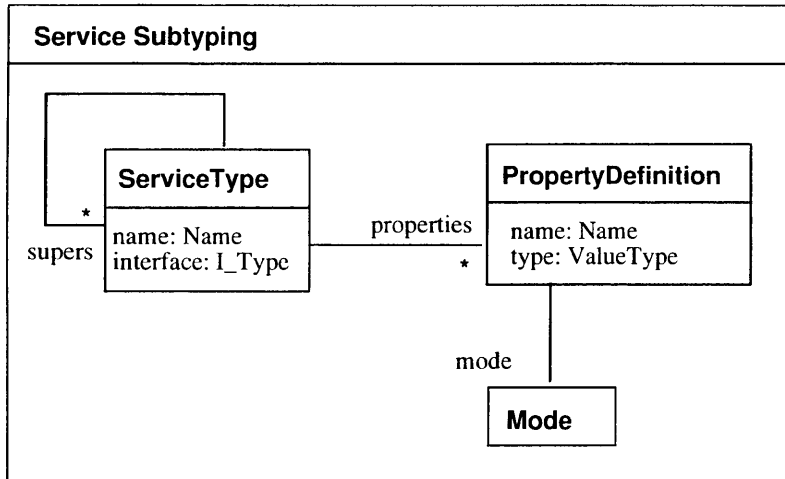 Service Subtyping
ServiceType
name: Name
interface: I_Type
*
supers
properties
*
PropertyDefinition
name: Name
type: ValueType
mode
Mode